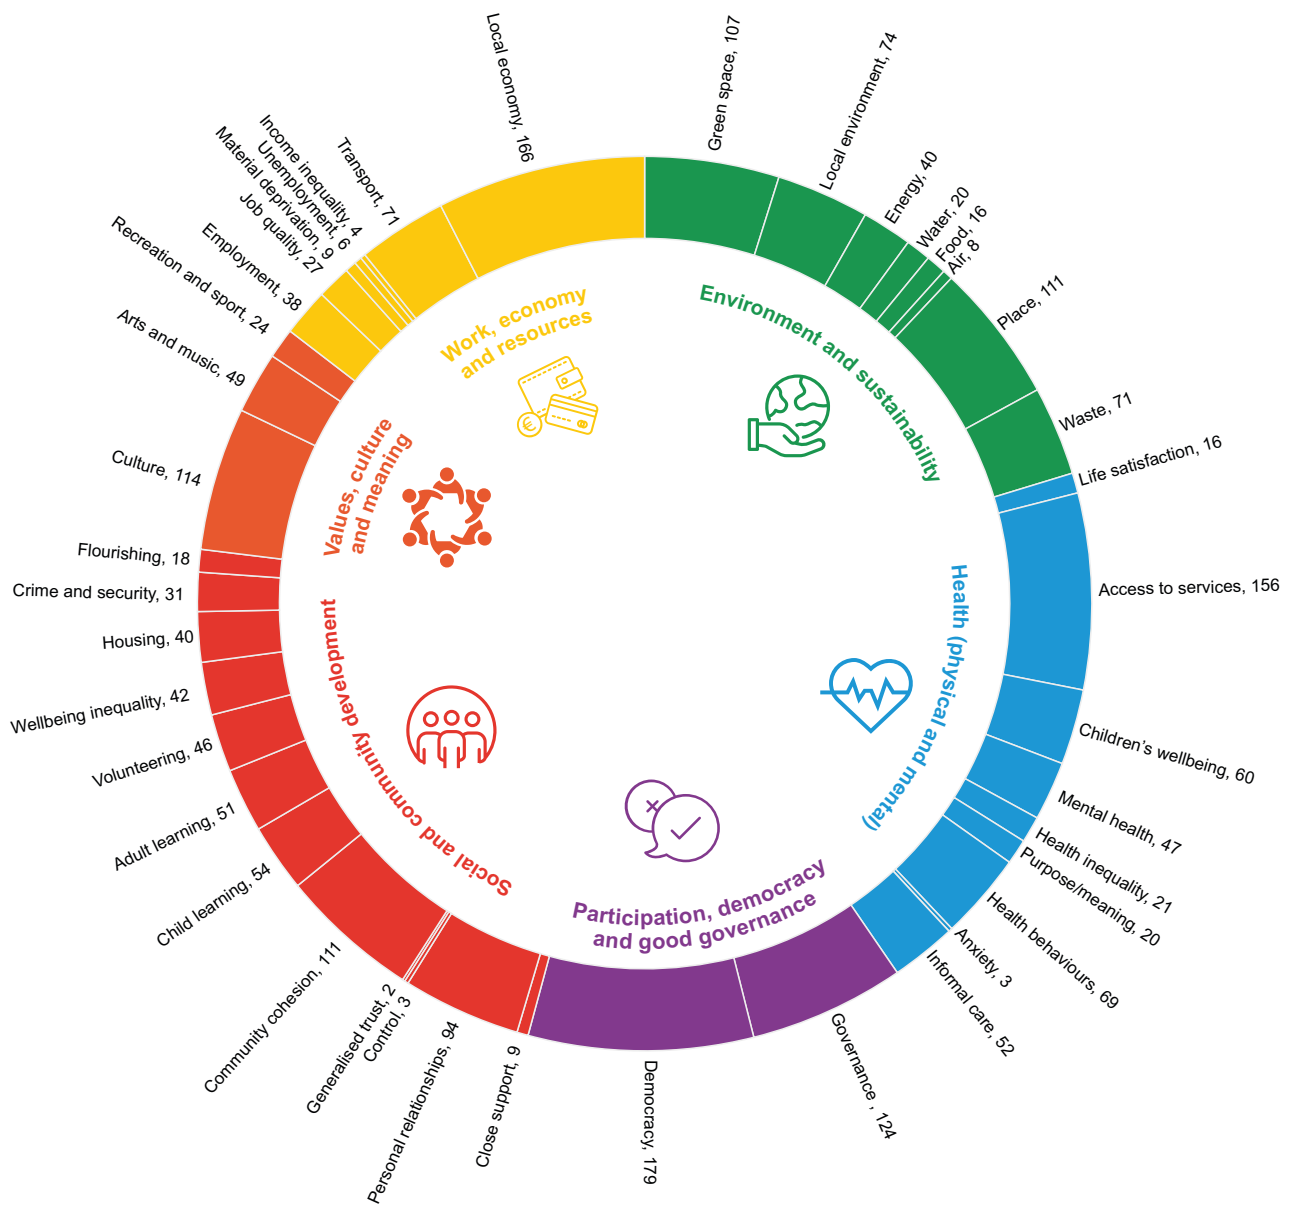 Green space, 107
Local environment, 74
Energy, 40
Water, 20
Food, 16
Air, 8
Place, 111
Waste, 71
Life satisfaction, 16
Access to services, 156
Children’s wellbeing, 60
Mental health, 47
Health inequality, 21
Purpose/meaning, 20
Health behaviours, 69
Anxiety, 3
Informal care, 52
Governance , 124
Democracy, 179
Close support, 9
Personal relationships, 94
Control, 3
Generalised trust, 2
Community cohesion, 111
Child learning, 54
Adult learning, 51
Volunteering, 46
Wellbeing inequality, 42
Housing, 40
Crime and security, 31
Flourishing, 18
Culture, 114
Arts and music, 49
Recreation and sport, 24
Employment, 38
Job quality, 27
Material deprivation, 9
Unemployment, 6
Income inequality, 4
Transport, 71
Local economy, 166
Environment and sustainability
Health (physical and mental)
Participation, democracy
and good governance
Social and community development
Values, culture
and meaning
Work, economy
and resources
€